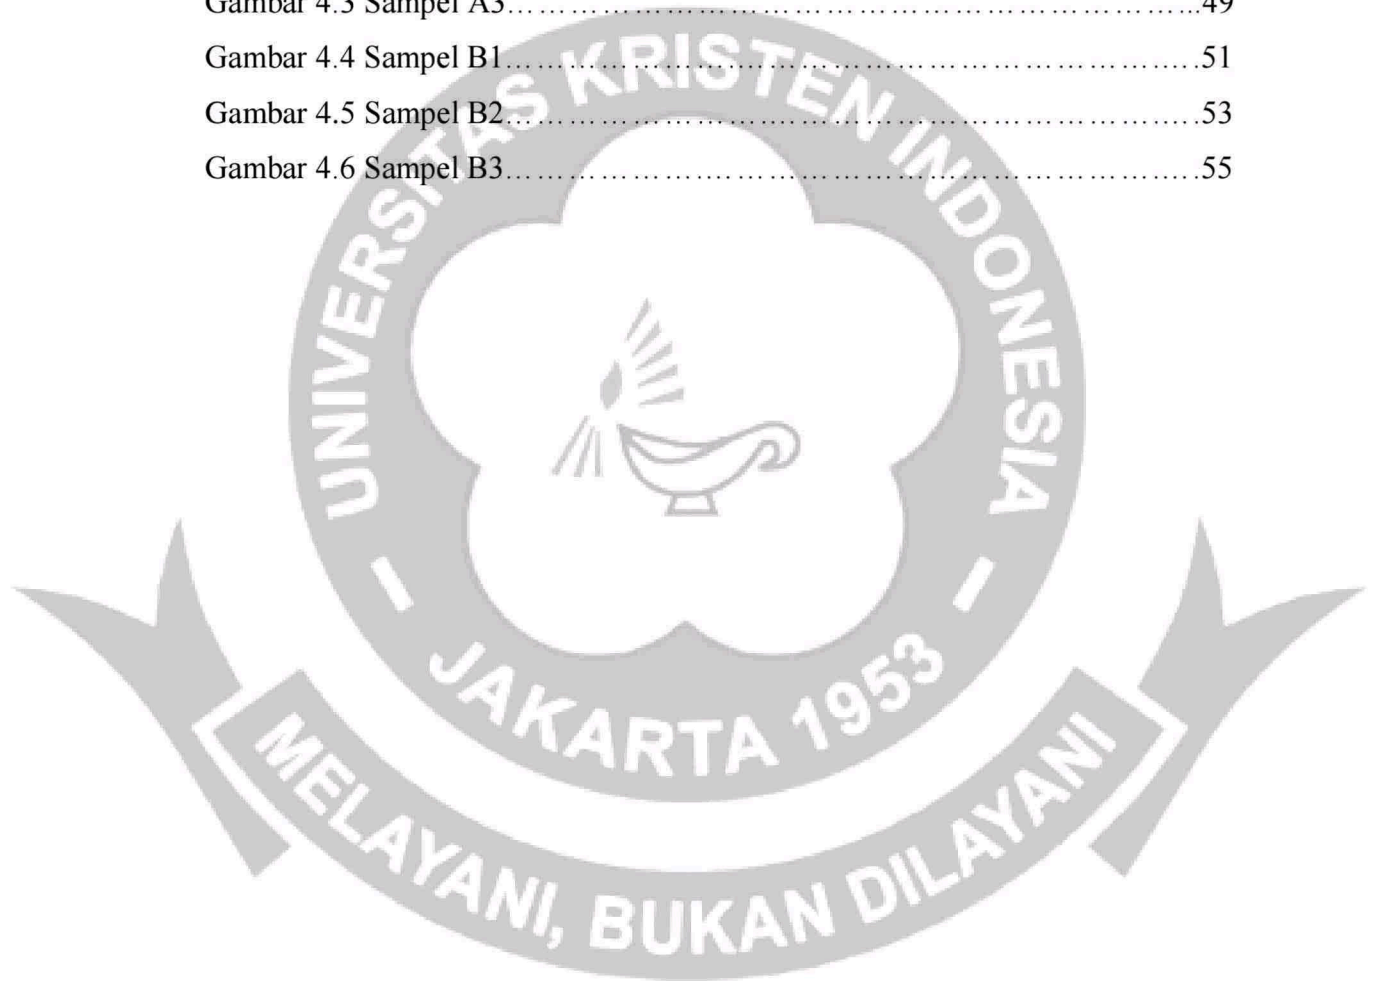 Gambar 4.3 Sampel A3………………………………………………………………...49
Gambar 4.4 Sampel B1………………………………………………………………….51
Gambar 4.5 Sampel B2………………………………………………………………….53
Gambar 4.6 Sampel B3………………………………………………………………….55
UNIVERSITAS KRISTEN INDONESIA
- JAKARTA 1953 -
MELAYANI, BUKAN DILAYANI